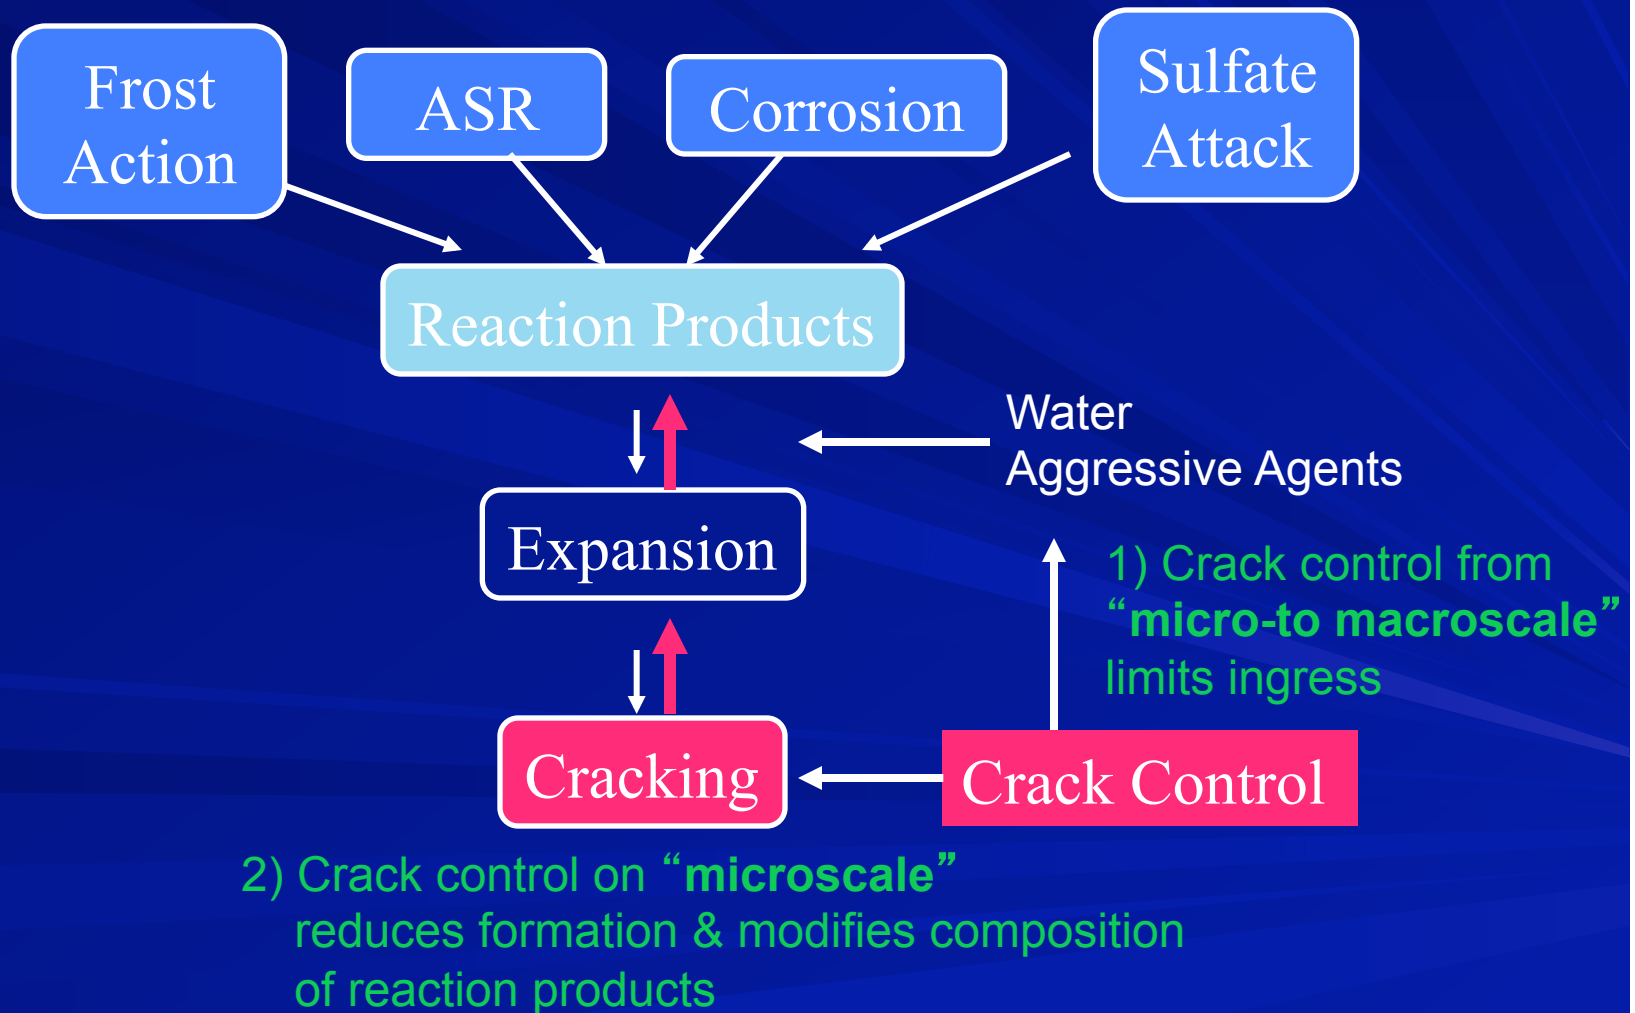 Frost
Action
ASR
Corrosion
Sulfate
Attack
Reaction Products
Water
Aggressive Agents
Expansion
1) Crack control from
“micro-to macroscale”
limits ingress
Cracking
Crack Control
2) Crack control on “microscale”
reduces formation & modifies composition
of reaction products